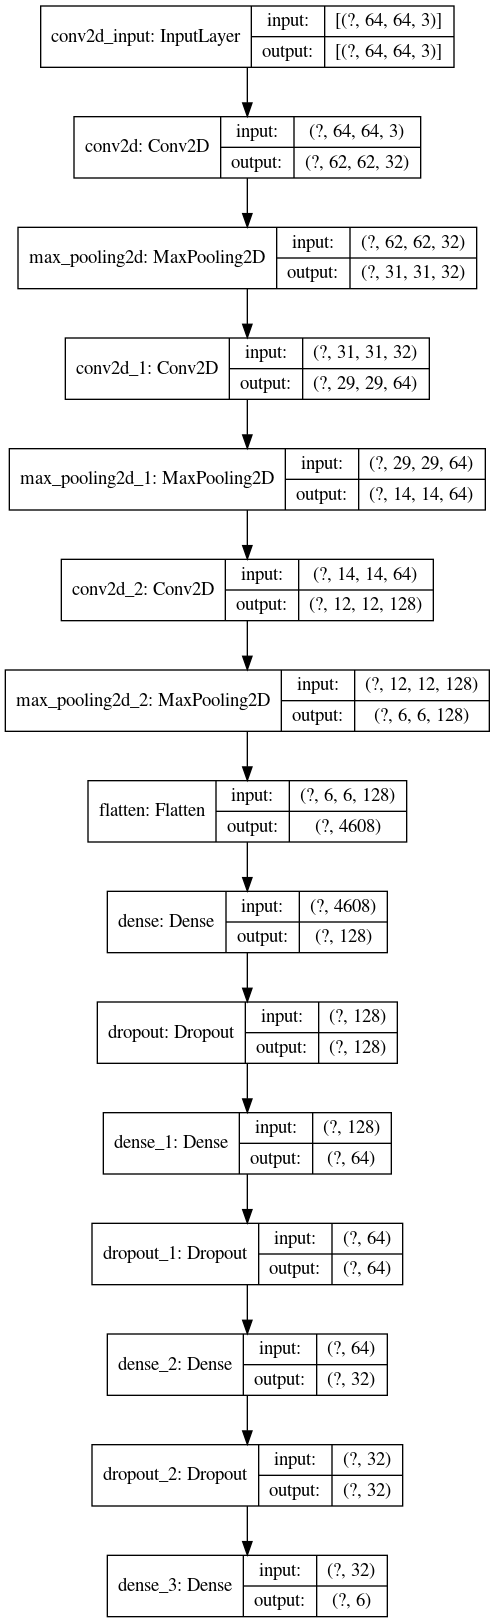 conv2d_input: InputLayer
input: [(?, 64, 64, 3)]
output: [(?, 64, 64, 3)]
conv2d: Conv2D
input: (?, 64, 64, 3)
output: (?, 62, 62, 32)
max_pooling2d: MaxPooling2D
input: (?, 62, 62, 32)
output: (?, 31, 31, 32)
conv2d_1: Conv2D
input: (?, 31, 31, 32)
output: (?, 29, 29, 64)
max_pooling2d_1: MaxPooling2D
input: (?, 29, 29, 64)
output: (?, 14, 14, 64)
conv2d_2: Conv2D
input: (?, 14, 14, 64)
output: (?, 12, 12, 128)
max_pooling2d_2: MaxPooling2D
input: (?, 12, 12, 128)
output: (?, 6, 6, 128)
flatten: Flatten
input: (?, 6, 6, 128)
output: (?, 4608)
dense: Dense
input: (?, 4608)
output: (?, 128)
dropout: Dropout
input: (?, 128)
output: (?, 128)
dense_1: Dense
input: (?, 128)
output: (?, 64)
dropout_1: Dropout
input: (?, 64)
output: (?, 64)
dense_2: Dense
input: (?, 64)
output: (?, 32)
dropout_2: Dropout
input: (?, 32)
output: (?, 32)
dense_3: Dense
input: (?, 32)
output: (?, 6)